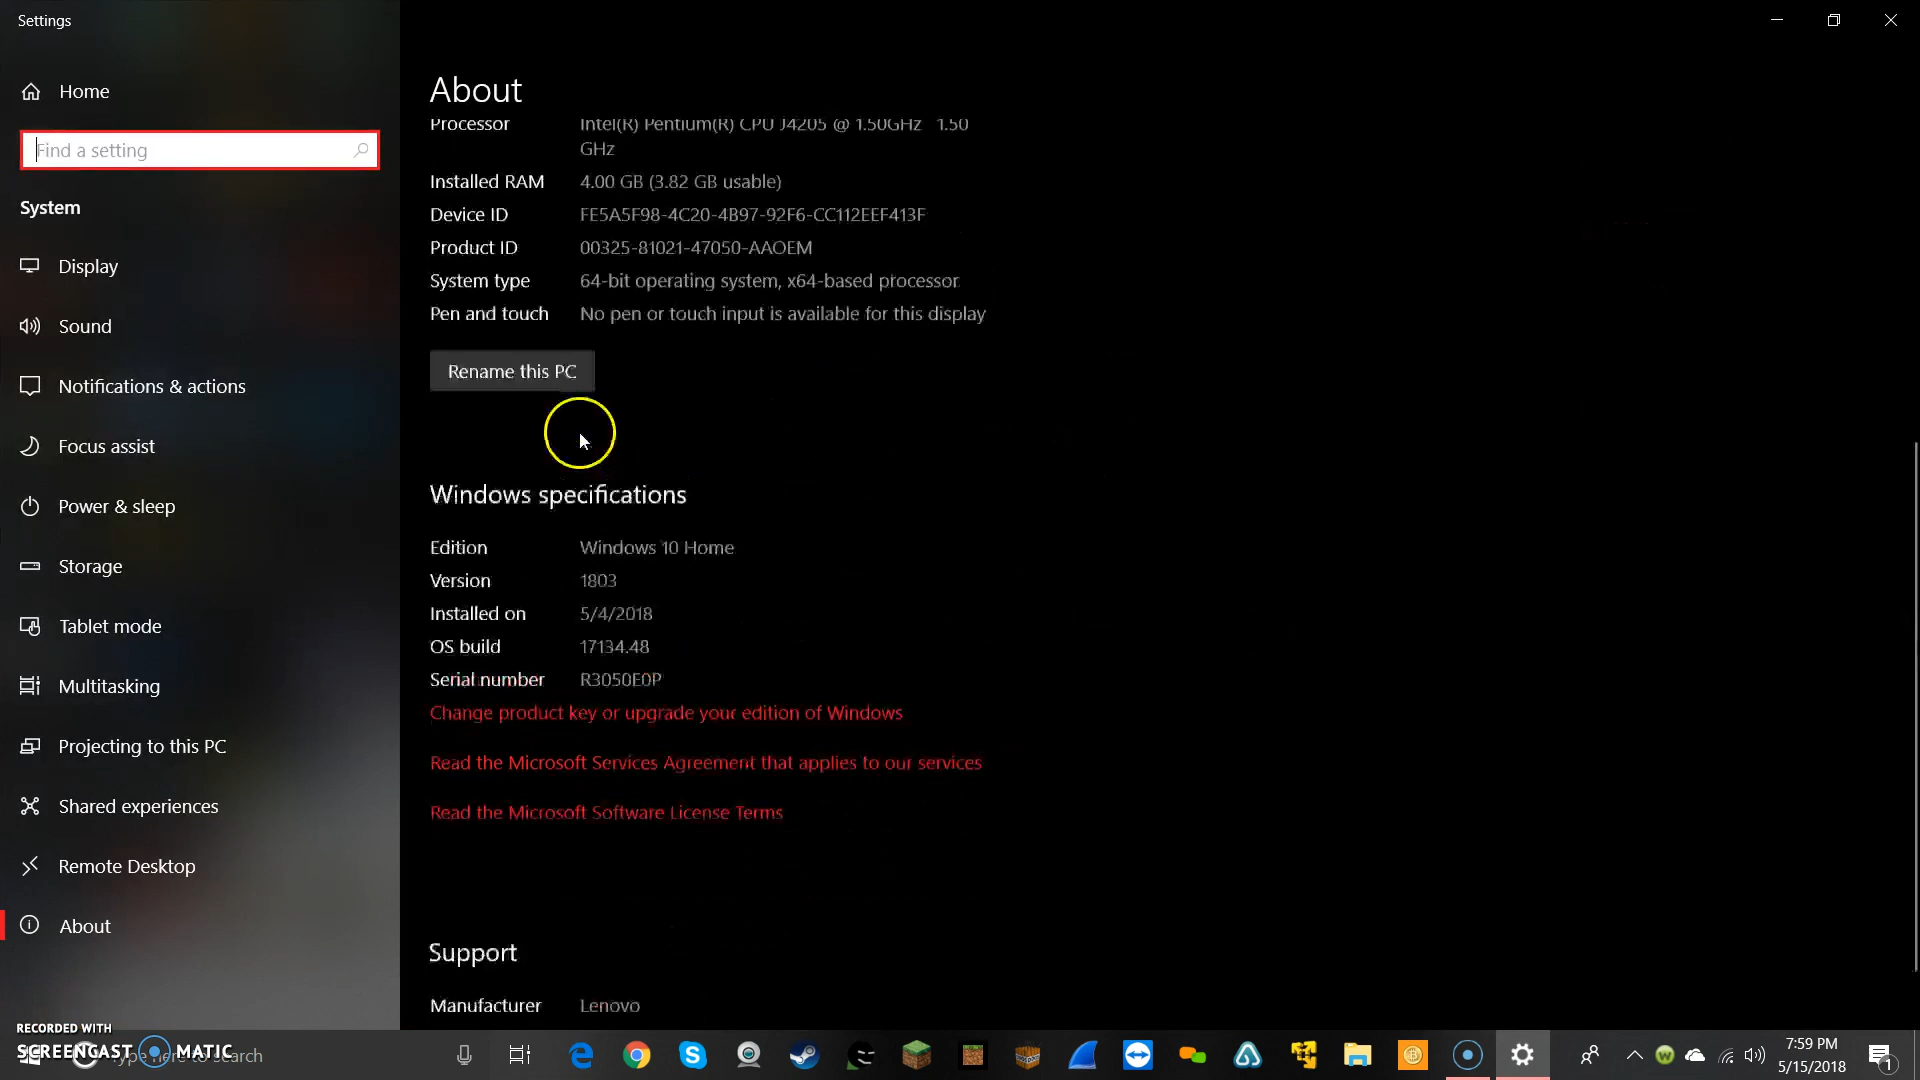 Settings
Home
Find a setting
System
Display
Sound
Notifications & actions
Focus assist
Power & sleep
Storage
Tablet mode
Multitasking
Projecting to this PC
Shared experiences
Remote Desktop
About
About
Processor Intel(R) Pentium(R) CPU J4205 @ 1.50GHz 1.50
GHz
Installed RAM 4.00 GB (3.82 GB usable)
Device ID FE5A5F98-4C20-4B97-92F6-CC112EEF413F
Product ID 00325-81021-47050-AAOEM
System type 64-bit operating system, x64-based processor
Pen and touch No pen or touch input is available for this display
Rename this PC
Windows specifications
Edition Windows 10 Home
Version 1803
Installed on 5/4/2018
OS build 17134.48
Serial number R3050E0P
Change product key or upgrade your edition of Windows
Read the Microsoft Services Agreement that applies to our services
Read the Microsoft Software License Terms
Support
Manufacturer Lenovo
RECORDED WITH
SCREENCAST MATIC
Type here to search
7:59 PM
5/15/2018
1